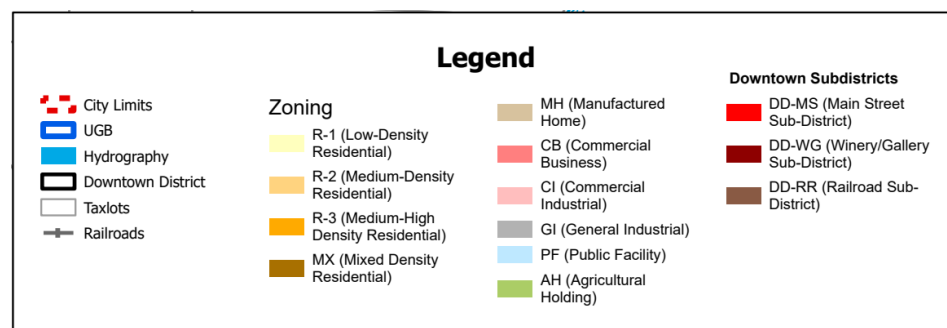 Legend
City Limits
UGB
Hydrography
Downtown District
Taxlots
Railroads
Zoning
R-1 (Low-Density
Residential)
R-2 (Medium-Density
Residential)
R-3 (Medium-High
Density Residential)
MX (Mixed Density
Residential)
MH (Manufactured
Home)
CB (Commercial
Business)
CI (Commercial
Industrial)
GI (General Industrial)
PF (Public Facility)
AH (Agricultural
Holding)
Downtown Subdistricts
DD-MS (Main Street
Sub-District)
DD-WG (Winery/Gallery
Sub-District)
DD-RR (Railroad Sub-
District)